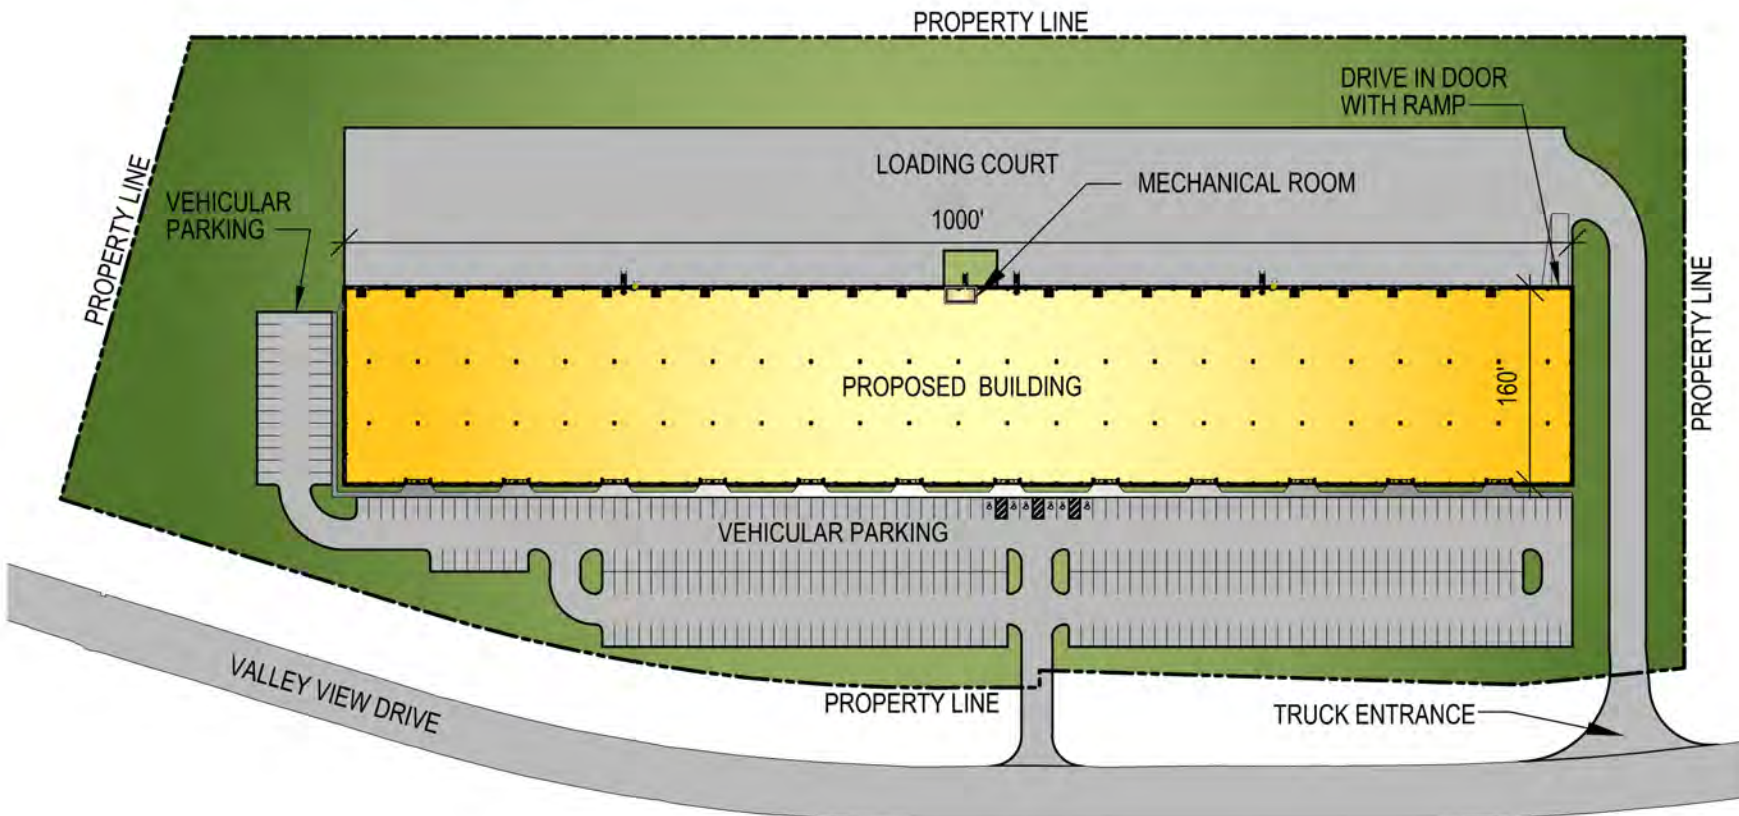 PROPERTY LINE
DRIVE IN DOOR
WITH RAMP
LOADING COURT
MECHANICAL ROOM
PROPERTY LINE
VEHICULAR
PARKING
1000'
PROPERTY LINE
PROPOSED BUILDING
160'
VEHICULAR PARKING
VALLEY VIEW DRIVE
PROPERTY LINE
TRUCK ENTRANCE